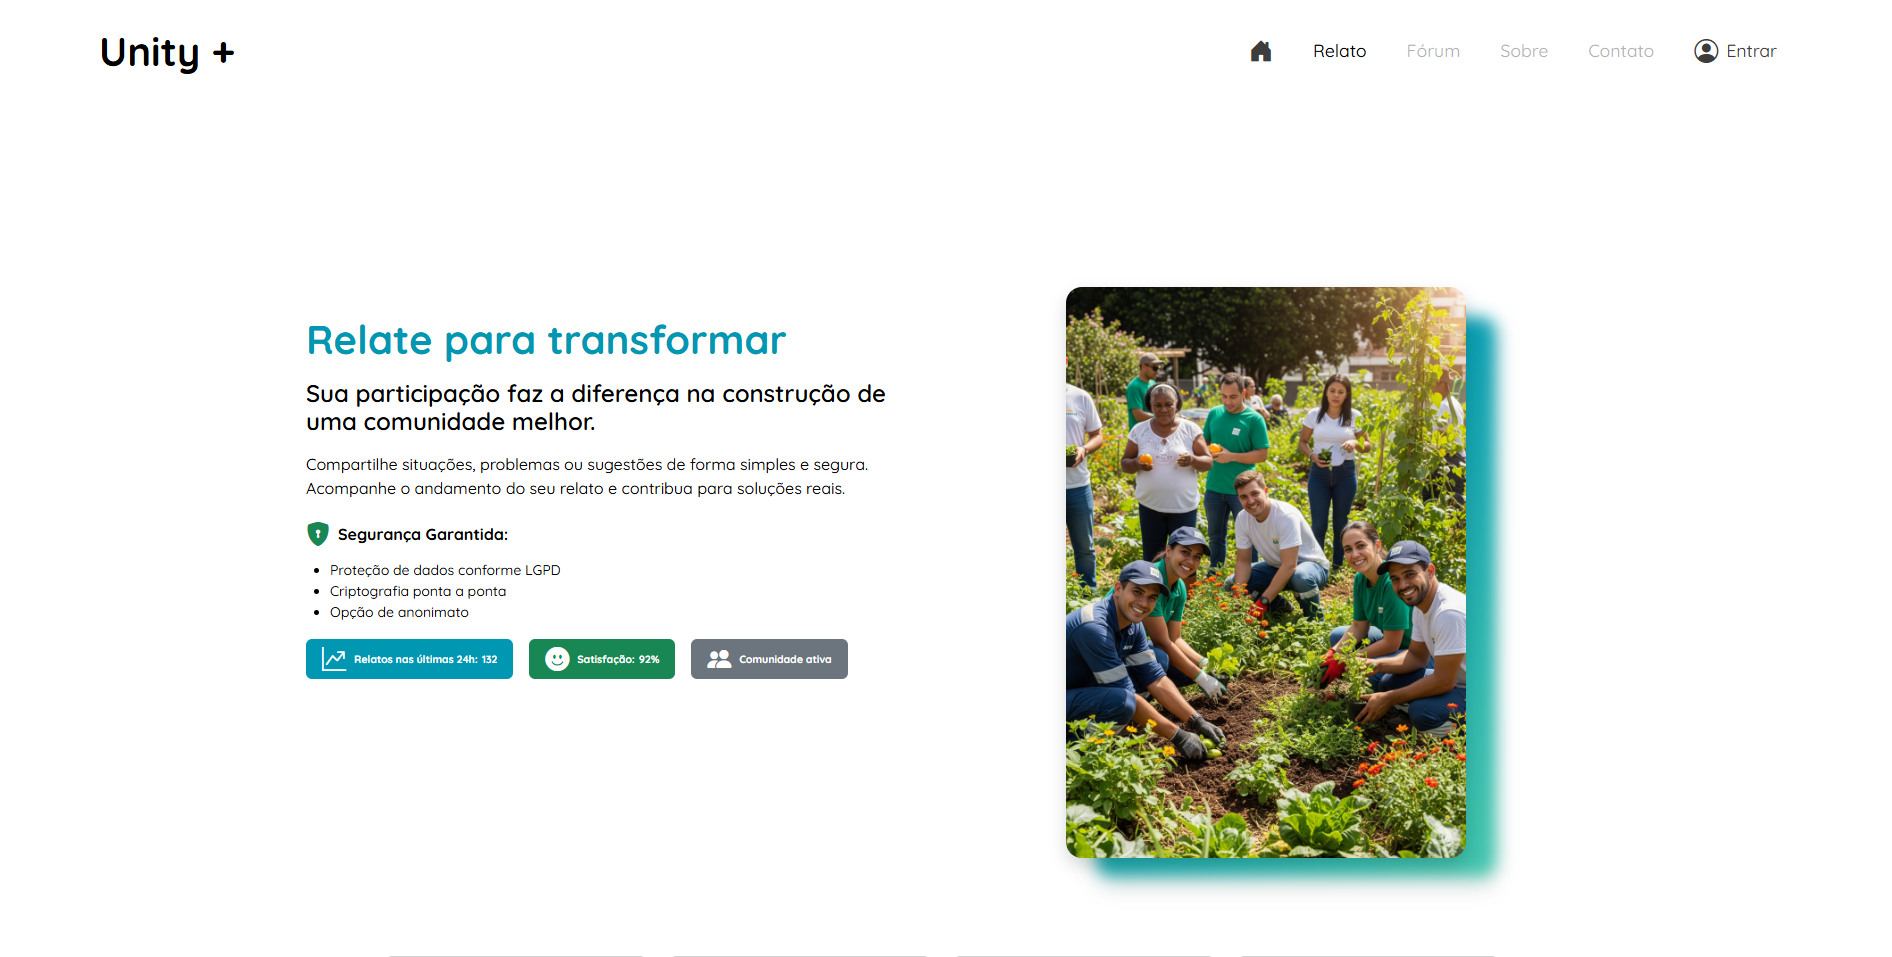 Unity +
Relato
Fórum
Sobre
Contato
Entrar
Relate para transformar
Sua participação faz a diferença na construção de
uma comunidade melhor.
Compartilhe situações, problemas ou sugestões de forma simples e segura.
Acompanhe o andamento do seu relato e contribua para soluções reais.
Segurança Garantida:
Proteção de dados conforme LGPD
Criptografia ponta a ponta
Opção de anonimato
Relatos nas últimas 24h: 132
Satisfação: 92%
Comunidade ativa